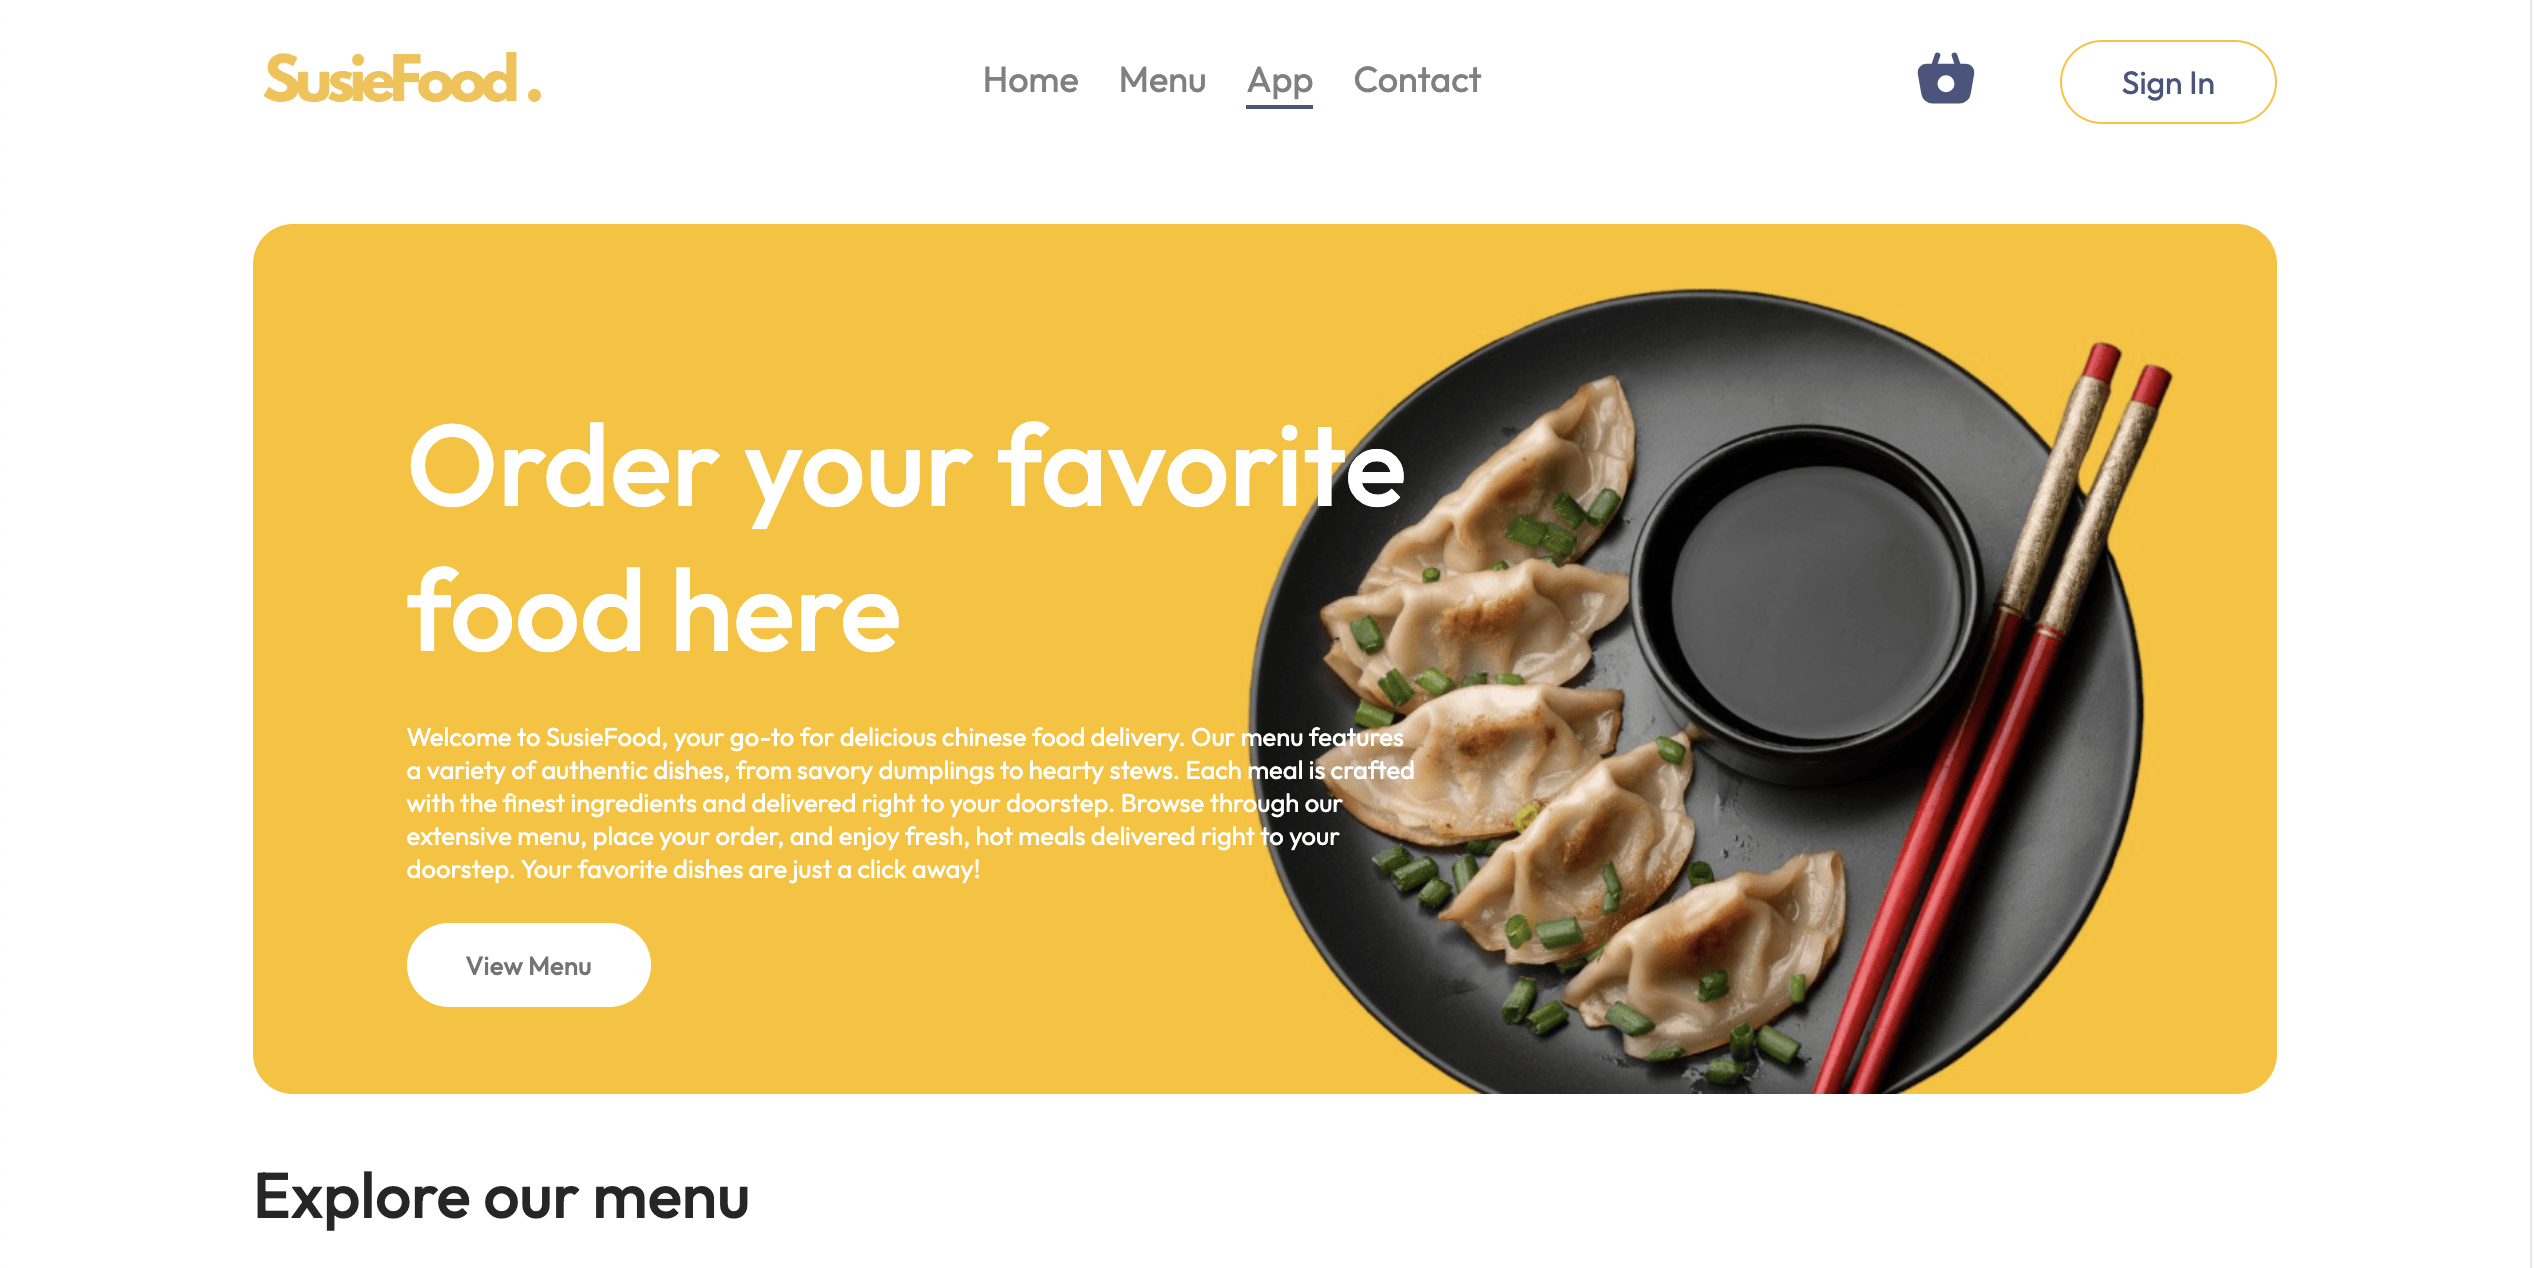 SusieFood .
Home Menu App Contact
Sign In
Order your favorite
food here
Welcome to SusieFood, your go-to for delicious chinese food delivery. Our menu features
a variety of authentic dishes, from savory dumplings to hearty stews. Each meal is crafted
with the finest ingredients and delivered right to your doorstep. Browse through our
extensive menu, place your order, and enjoy fresh, hot meals delivered right to your
doorstep. Your favorite dishes are just a click away!
View Menu
Explore our menu